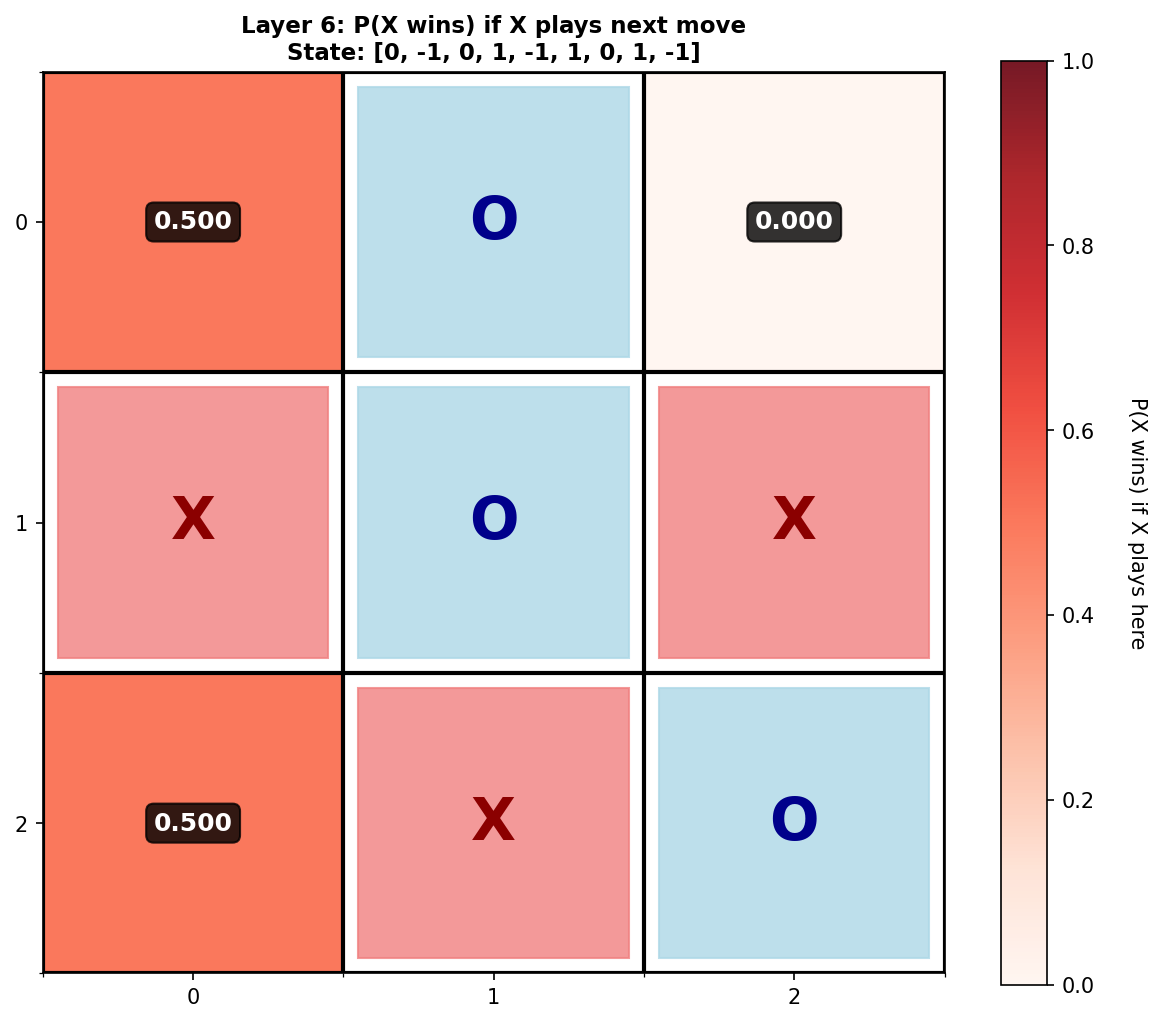 Layer 6: P(X wins) if X plays next move
State: [0, -1, 0, 1, -1, 1, 0, 1, -1]
0.500
O
0.000
X
O
X
0.500
X
O
0
1
2
0
1
2
1.0
0.8
0.6
0.4
0.2
0.0
P(X wins) if X plays here